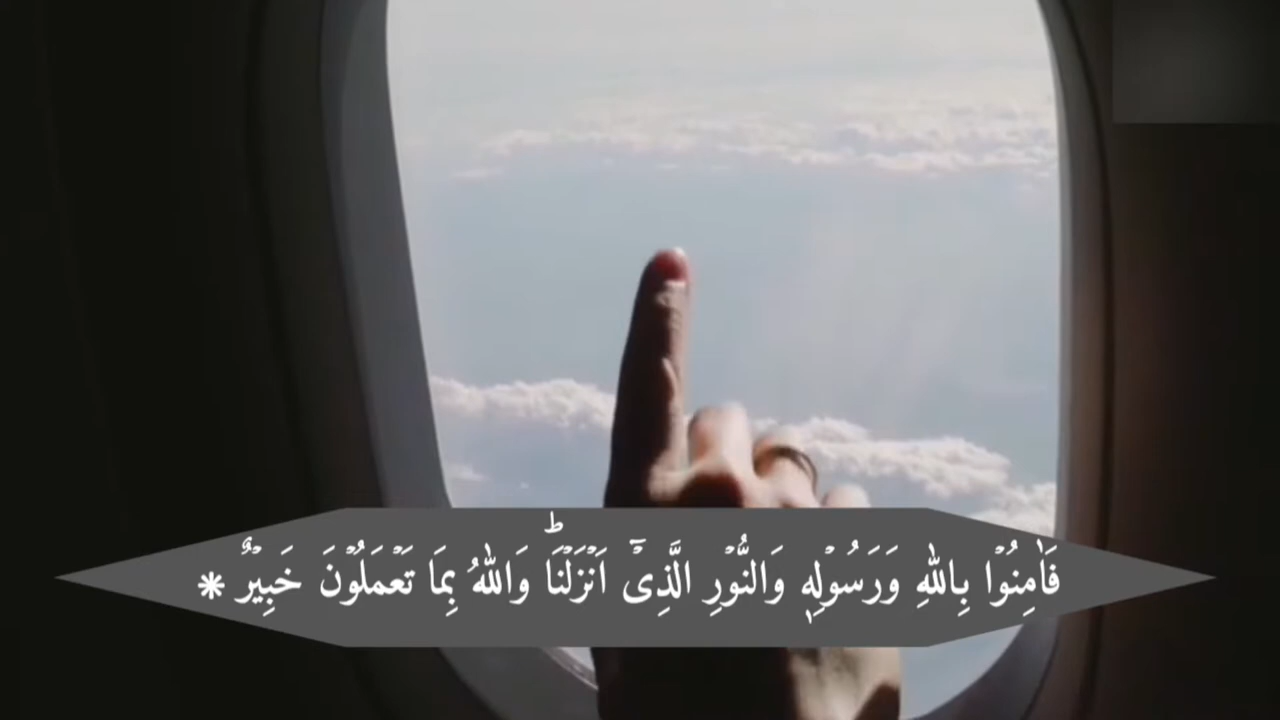 فَاٰمِنُوۡا بِاللّٰهِ وَرَسُوۡلِهٖ وَالنُّوۡرِ الَّذِىۡۤ اَنۡزَلۡنَا ؕ وَاللّٰهُ بِمَا تَعۡمَلُوۡنَ خَبِيۡرٌ *